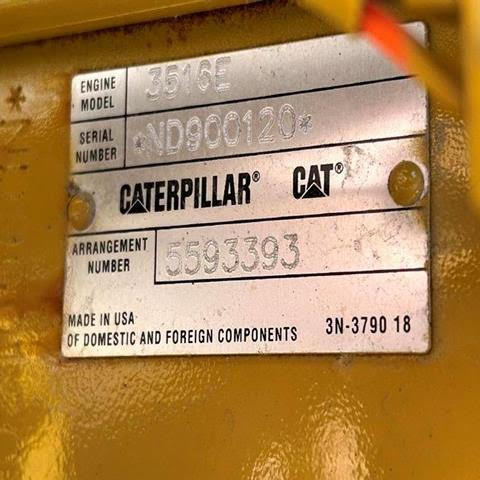 ENGINE MODEL 3516E
SERIAL NUMBER *ND900120*
CATERPILLAR® CAT®
ARRANGEMENT NUMBER 5593393
MADE IN USA
OF DOMESTIC AND FOREIGN COMPONENTS 3N-3790 18